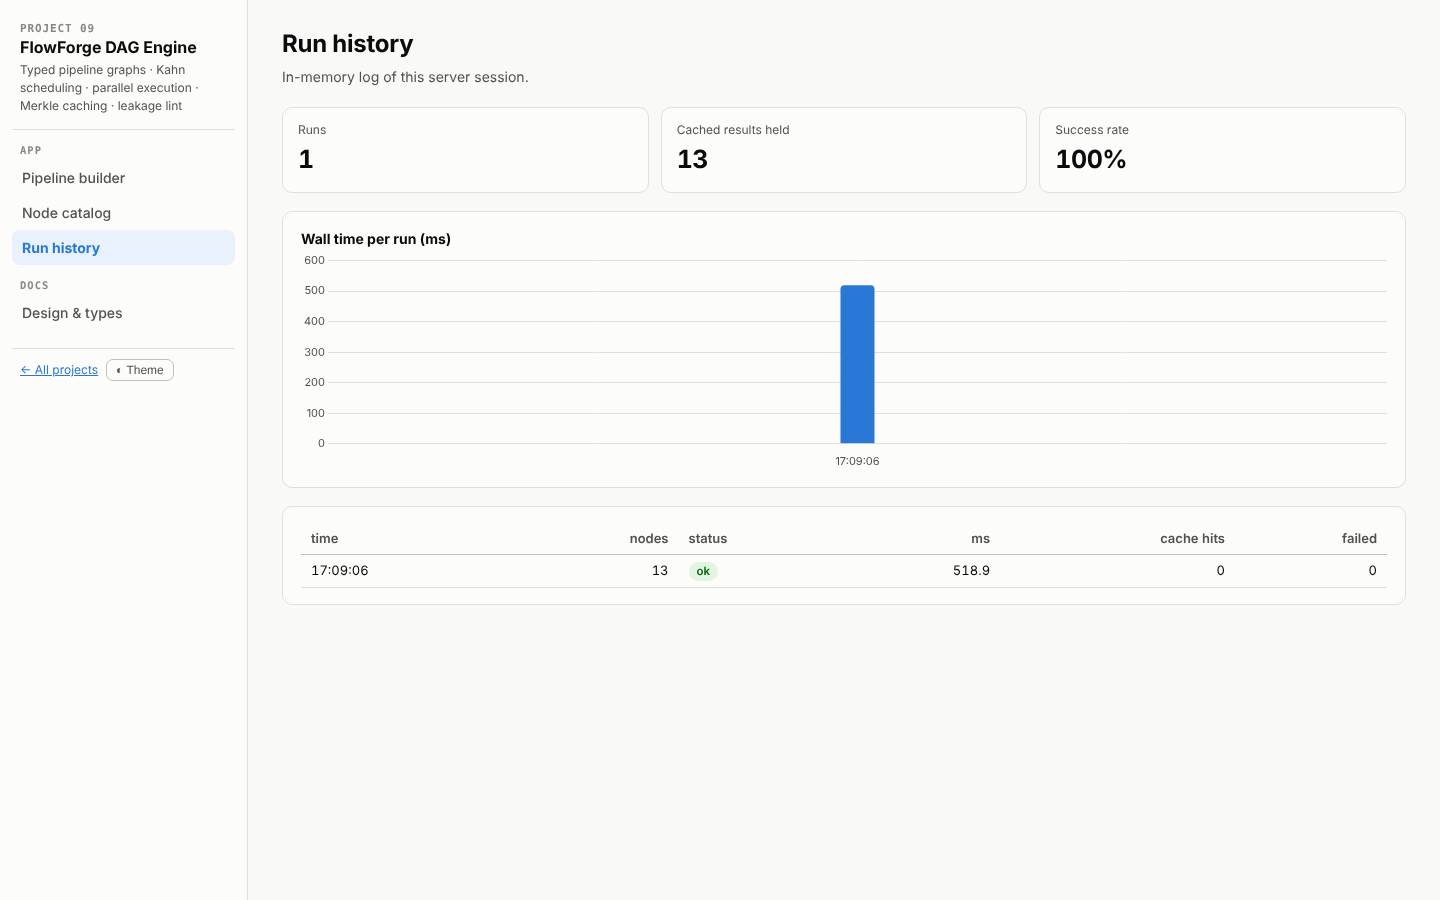 PROJECT 09
FlowForge DAG Engine
Typed pipeline graphs · Kahn
scheduling · parallel execution ·
Merkle caching · leakage lint
APP
Pipeline builder
Node catalog
Run history
DOCS
Design & types
← All projects
Theme
Run history
In-memory log of this server session.
Runs
1
Cached results held
13
Success rate
100%
Wall time per run (ms)
600
500
400
300
200
100
0
17:09:06
time nodes status ms cache hits failed
17:09:06 13 ok 518.9 0 0